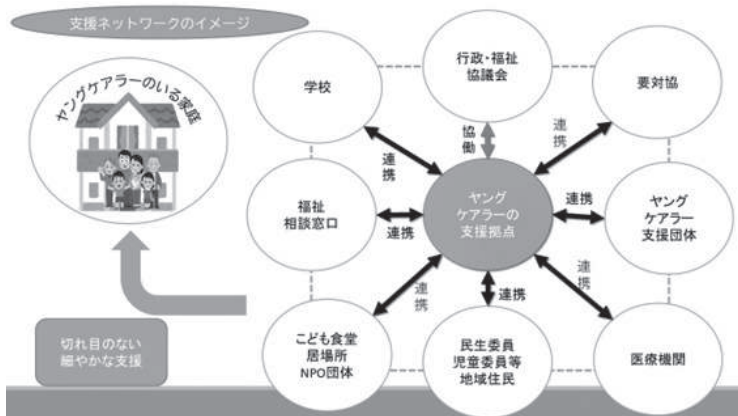 支援ネットワークのイメージ
ヤングケアラーのいる家庭
切れ目のない
細やかな支援
行政・福祉
協議会
学校
要対協
協働
連携
連携
福祉
相談窓口
連携
ヤング
ケアラーの
支援拠点
連携
ヤング
ケアラー
支援団体
連携
連携
連携
こども食堂
居場所
NPO団体
民生委員
児童委員等
地域住民
医療機関